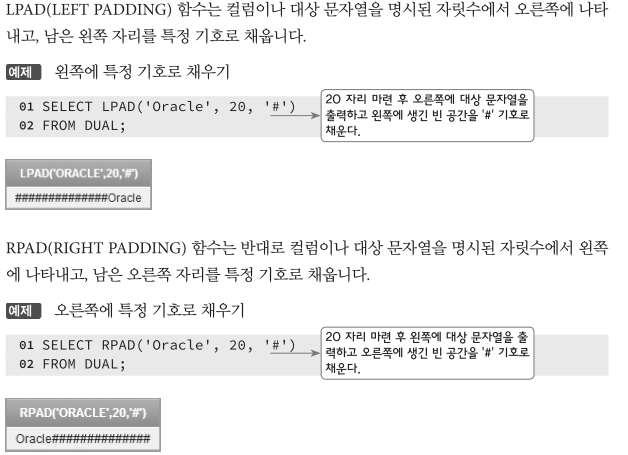 LPAD(LEFT PADDING) 함수는 컬럼이나 대상 문자열을 명시된 자릿수에서 오른쪽에 나타
내고, 남은 왼쪽 자리를 특정 기호로 채웁니다.
예제 왼쪽에 특정 기호로 채우기
01 SELECT LPAD('Oracle', 20, '#')
02 FROM DUAL;
20 자리 마련 후 오른쪽에 대상 문자열을
출력하고 왼쪽에 생긴 빈 공간을 '#' 기호로
채운다.
LPAD('ORACLE',20,'#')
##############Oracle
RPAD(RIGHT PADDING) 함수는 반대로 컬럼이나 대상 문자열을 명시된 자릿수에서 왼쪽
에 나타내고, 남은 오른쪽 자리를 특정 기호로 채웁니다.
예제 오른쪽에 특정 기호로 채우기
01 SELECT RPAD('Oracle', 20, '#')
02 FROM DUAL;
20 자리 마련 후 왼쪽에 대상 문자열을 출
력하고 오른쪽에 생긴 빈 공간을 '#' 기호로
채운다.
RPAD('ORACLE',20,'#')
Oracle##############